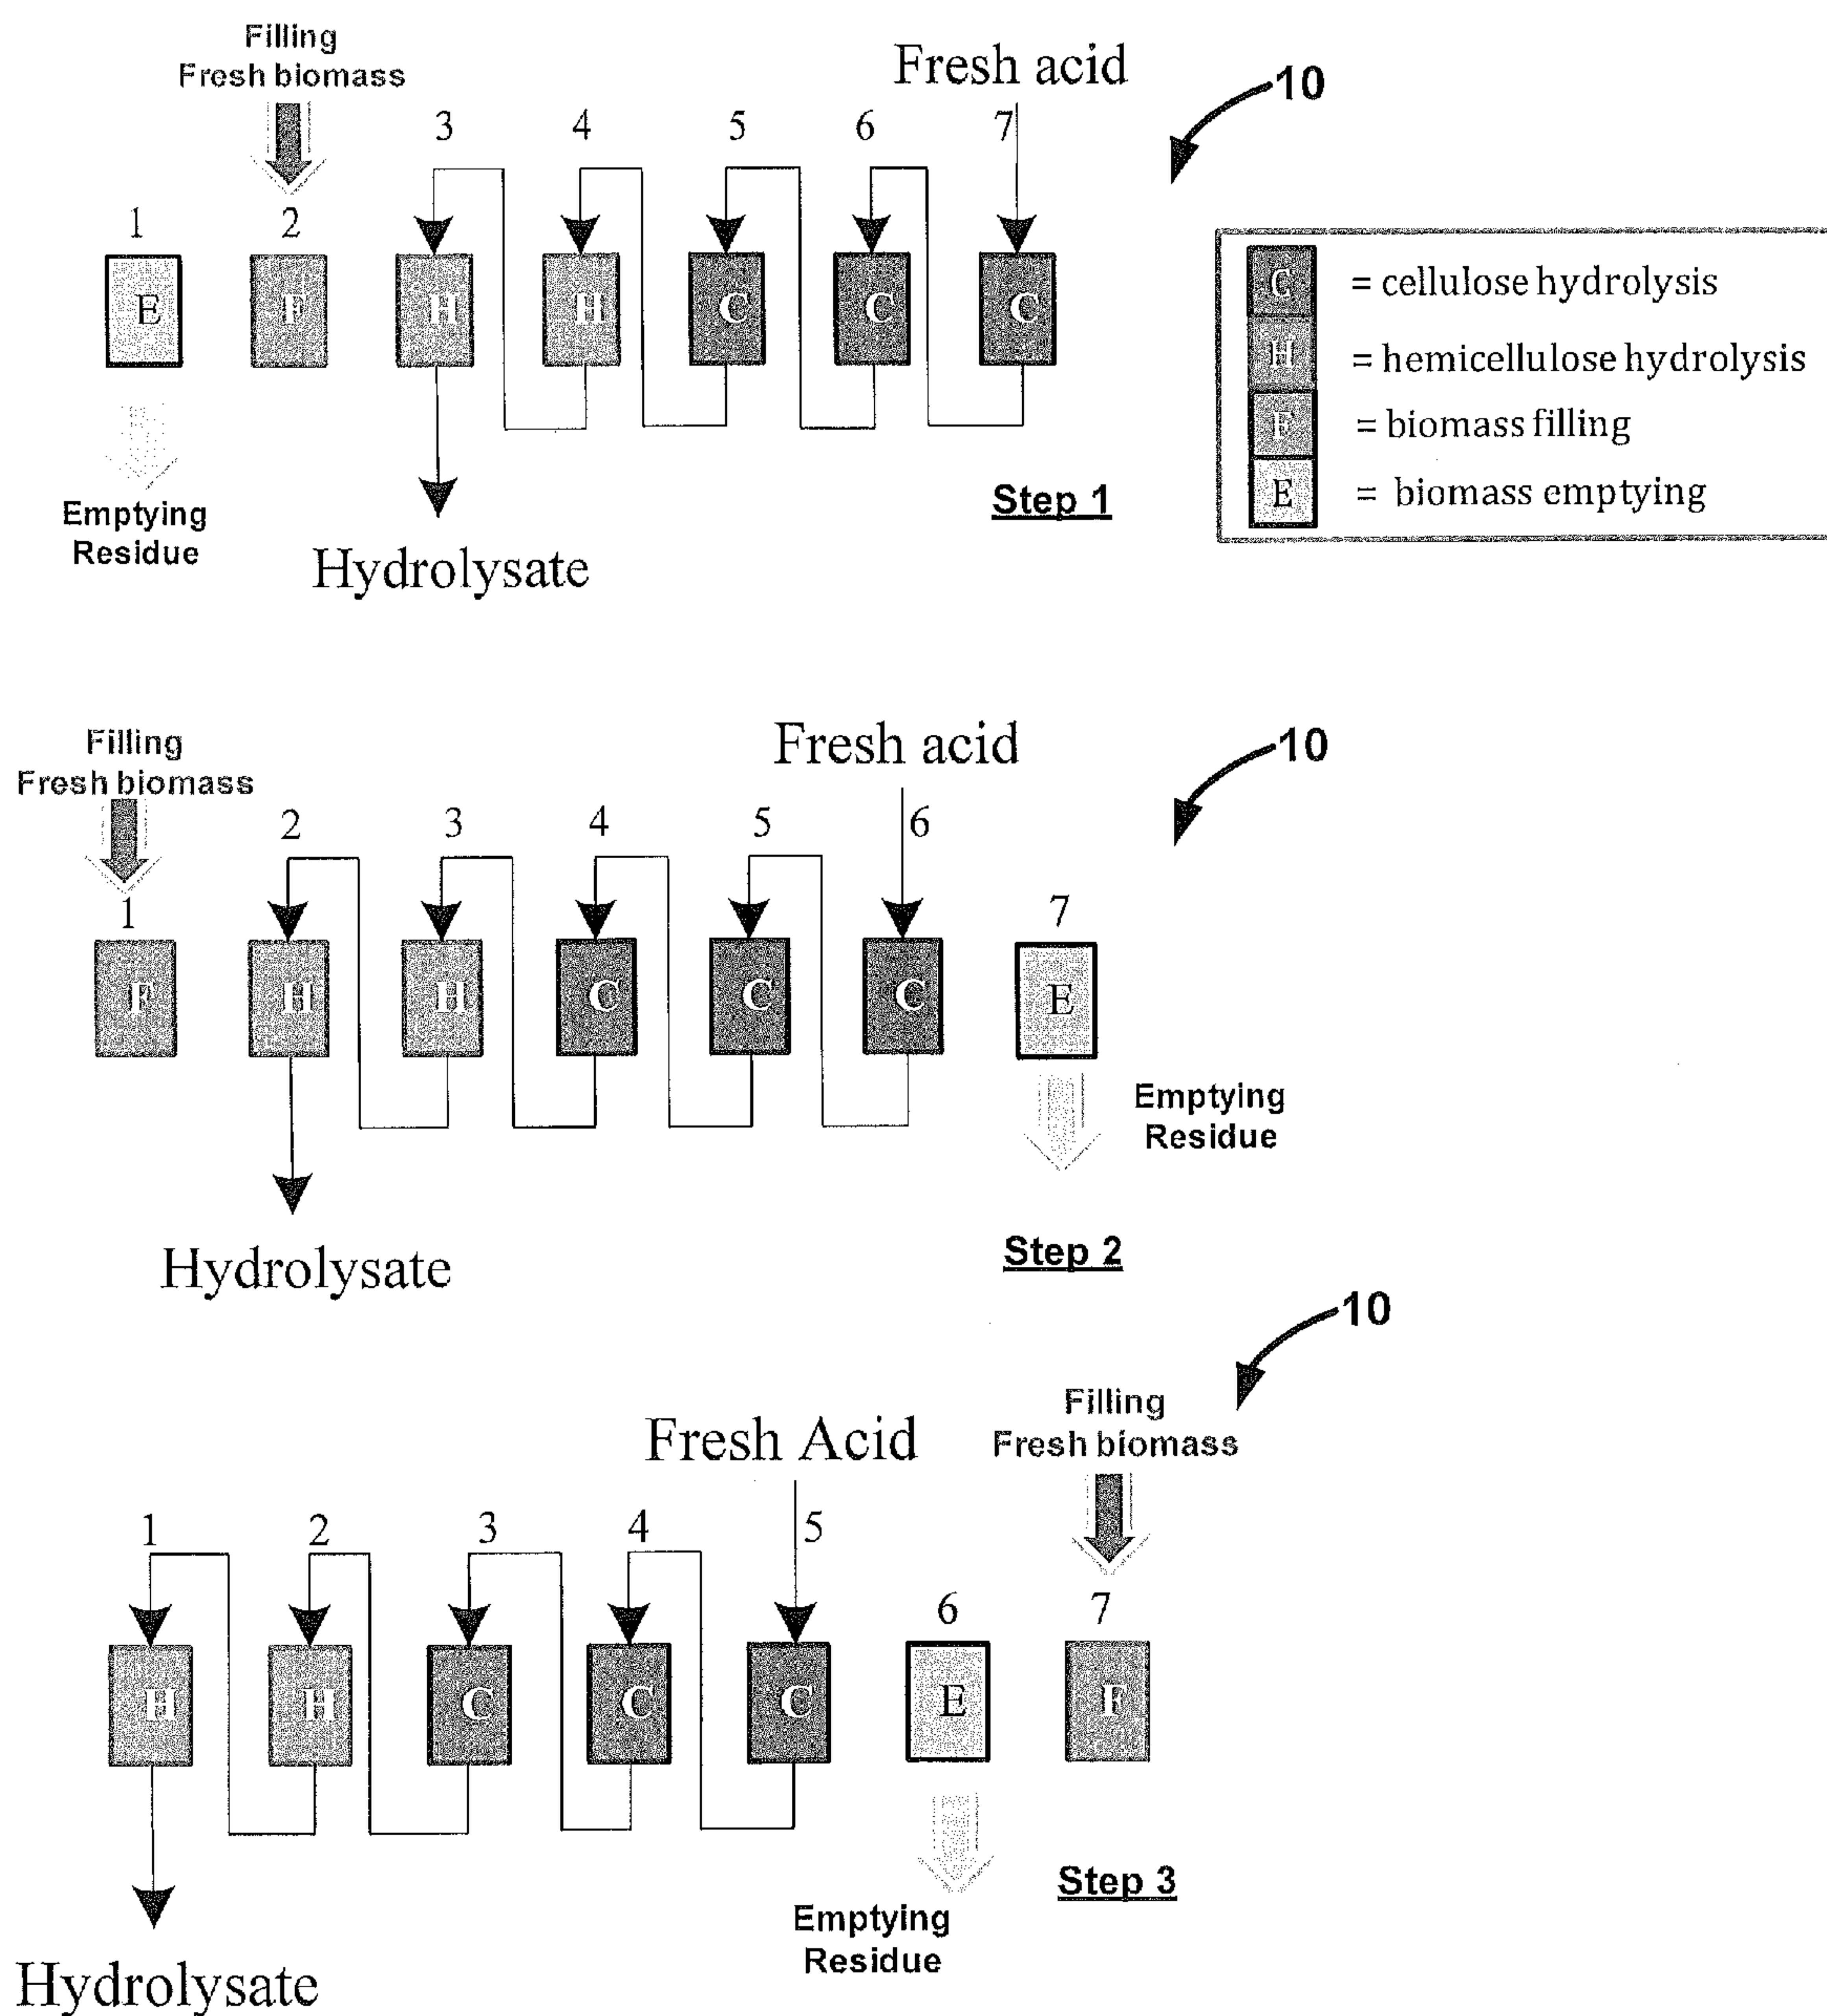 Filling
Fresh biomass
Fresh acid
10
3 4 5 6 7
1 2
E F H H C C C
C = cellulose hydrolysis
H = hemicellulose hydrolysis
F = biomass filling
E = biomass emptying
Step 1
Emptying
Residue
Hydrolysate
Filling
Fresh biomass
Fresh acid
10
2 3 4 5 6
1 7
F H H C C C E
Emptying
Residue
Step 2
Hydrolysate
10
Filling
Fresh biomass
Fresh Acid
1 2 3 4 5
6 7
H H C C C E F
Step 3
Emptying
Residue
Hydrolysate